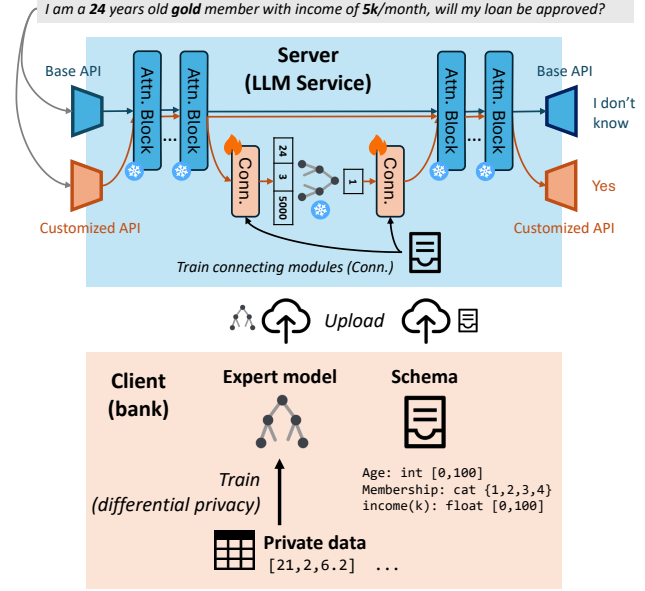 I am a 24 years old gold member with income of 5k/month, will my loan be approved?
Server
(LLM Service)
Base API
Attn. Block
...
Attn. Block
Attn. Block
...
Attn. Block
Base API
I don't
know
Conn.
24
3
5000
1
Conn.
Yes
Customized API
Customized API
Train connecting modules (Conn.)
Upload
Client
(bank)
Expert model
Schema
Train
(differential privacy)
Age: int [0,100]
Membership: cat {1,2,3,4}
income(k): float [0,100]
Private data
[21,2,6.2] ...